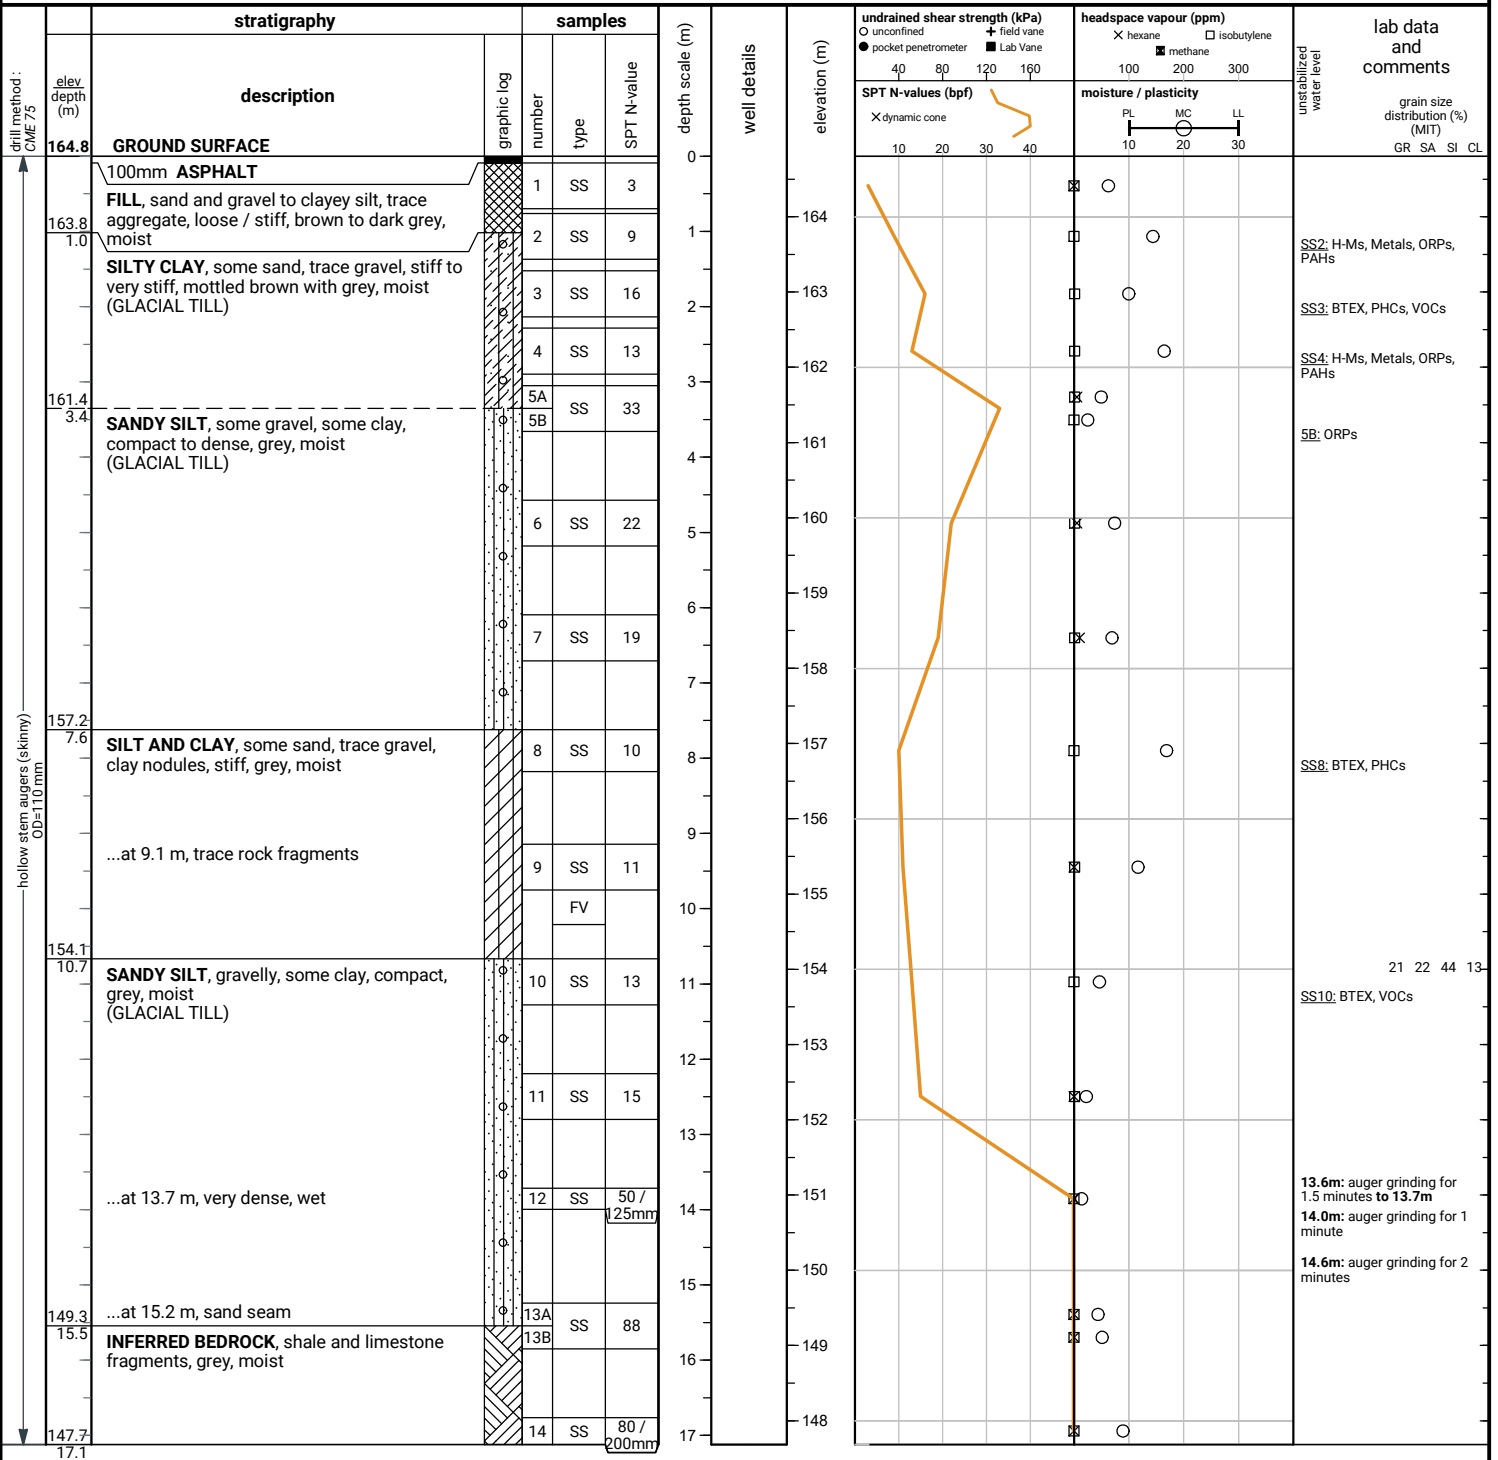 drill method :
CME 75
stratigraphy
elev
depth
(m)
description
graphic log
samples
number
type
SPT N-value
depth scale (m)
well details
elevation (m)
undrained shear strength (kPa)
unconfined
field vane
pocket penetrometer
Lab Vane
40 80 120 160
SPT N-values (bpf)
dynamic cone
10 20 30 40
headspace vapour (ppm)
hexane
isobutylene
methane
100 200 300
moisture / plasticity
PL MC LL
10 20 30
unstabilized
water level
lab data
and
comments
grain size
distribution (%)
(MIT)
GR SA SI CL
164.8 GROUND SURFACE
100mm ASPHALT
FILL, sand and gravel to clayey silt, trace
aggregate, loose / stiff, brown to dark grey,
moist
163.8
1.0
SILTY CLAY, some sand, trace gravel, stiff to
very stiff, mottled brown with grey, moist
(GLACIAL TILL)
161.4
3.4
SANDY SILT, some gravel, some clay,
compact to dense, grey, moist
(GLACIAL TILL)
157.2
7.6
SILT AND CLAY, some sand, trace gravel,
clay nodules, stiff, grey, moist
...at 9.1 m, trace rock fragments
154.1
10.7
SANDY SILT, gravelly, some clay, compact,
grey, moist
(GLACIAL TILL)
...at 13.7 m, very dense, wet
...at 15.2 m, sand seam
149.3
15.5
INFERRED BEDROCK, shale and limestone
fragments, grey, moist
147.7
17.1
hollow stem augers (skinny)
OD=110 mm
1 SS 3
2 SS 9
3 SS 16
4 SS 13
5A
SS 33
5B
6 SS 22
7 SS 19
8 SS 10
9 SS 11
FV
10 SS 13
11 SS 15
12 SS 50 /
125mm
13A
SS 88
13B
14 SS 80 /
200mm
0
1
2
3
4
5
6
7
8
9
10
11
12
13
14
15
16
17
164
163
162
161
160
159
158
157
156
155
154
153
152
151
150
149
148
SS2: H-Ms, Metals, ORPs,
PAHs
SS3: BTEX, PHCs, VOCs
SS4: H-Ms, Metals, ORPs,
PAHs
5B: ORPs
SS8: BTEX, PHCs
21 22 44 13
SS10: BTEX, VOCs
13.6m: auger grinding for
1.5 minutes to 13.7m
14.0m: auger grinding for 1
minute
14.6m: auger grinding for 2
minutes